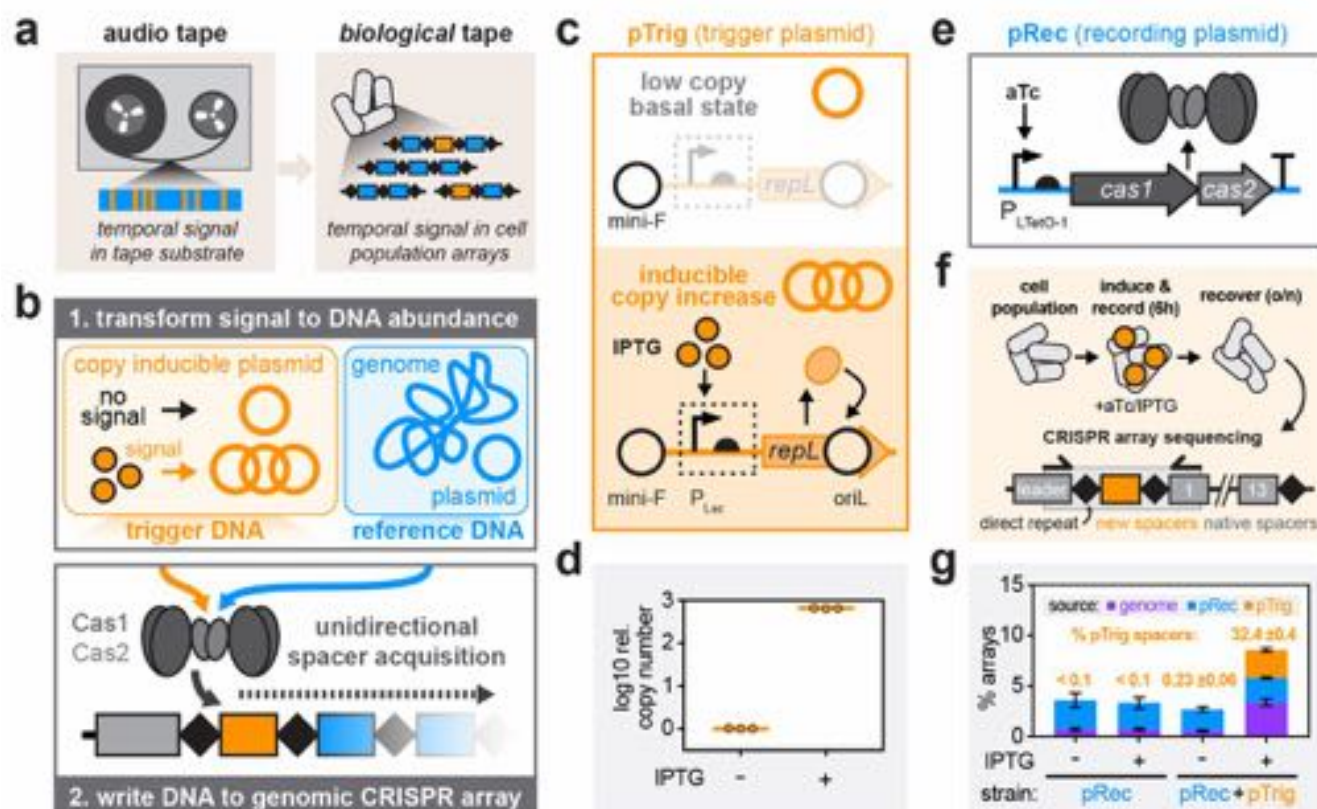 a
audio tape
temporal signal
in tape substrate
biological tape
temporal signal in cell
population arrays
b
1. transform signal to DNA abundance
copy inducible plasmid
no
signal
signal
trigger DNA
genome
plasmid
reference DNA
Cas1
Cas2
unidirectional
spacer acquisition
2. write DNA to genomic CRISPR array
c
pTrig (trigger plasmid)
low copy
basal state
mini-F
repL
inducible
copy increase
IPTG
mini-F
PLac
repL
oriL
d
log10 rel.
copy number
3
2
1
0
IPTG - +
e
pRec (recording plasmid)
aTc
PLTetO-1
cas1
cas2
f
cell
population
induce &
record (6h)
recover (o/n)
+aTc/IPTG
CRISPR array sequencing
leader
1
13
direct repeat
new spacers
native spacers
g
% arrays
15
10
5
0
source: genome pRec pTrig
% pTrig spacers: 32.4 ±0.4
< 0.1 < 0.1 0.23 ±0.06
IPTG - + - +
strain: pRec pRec+pTrig